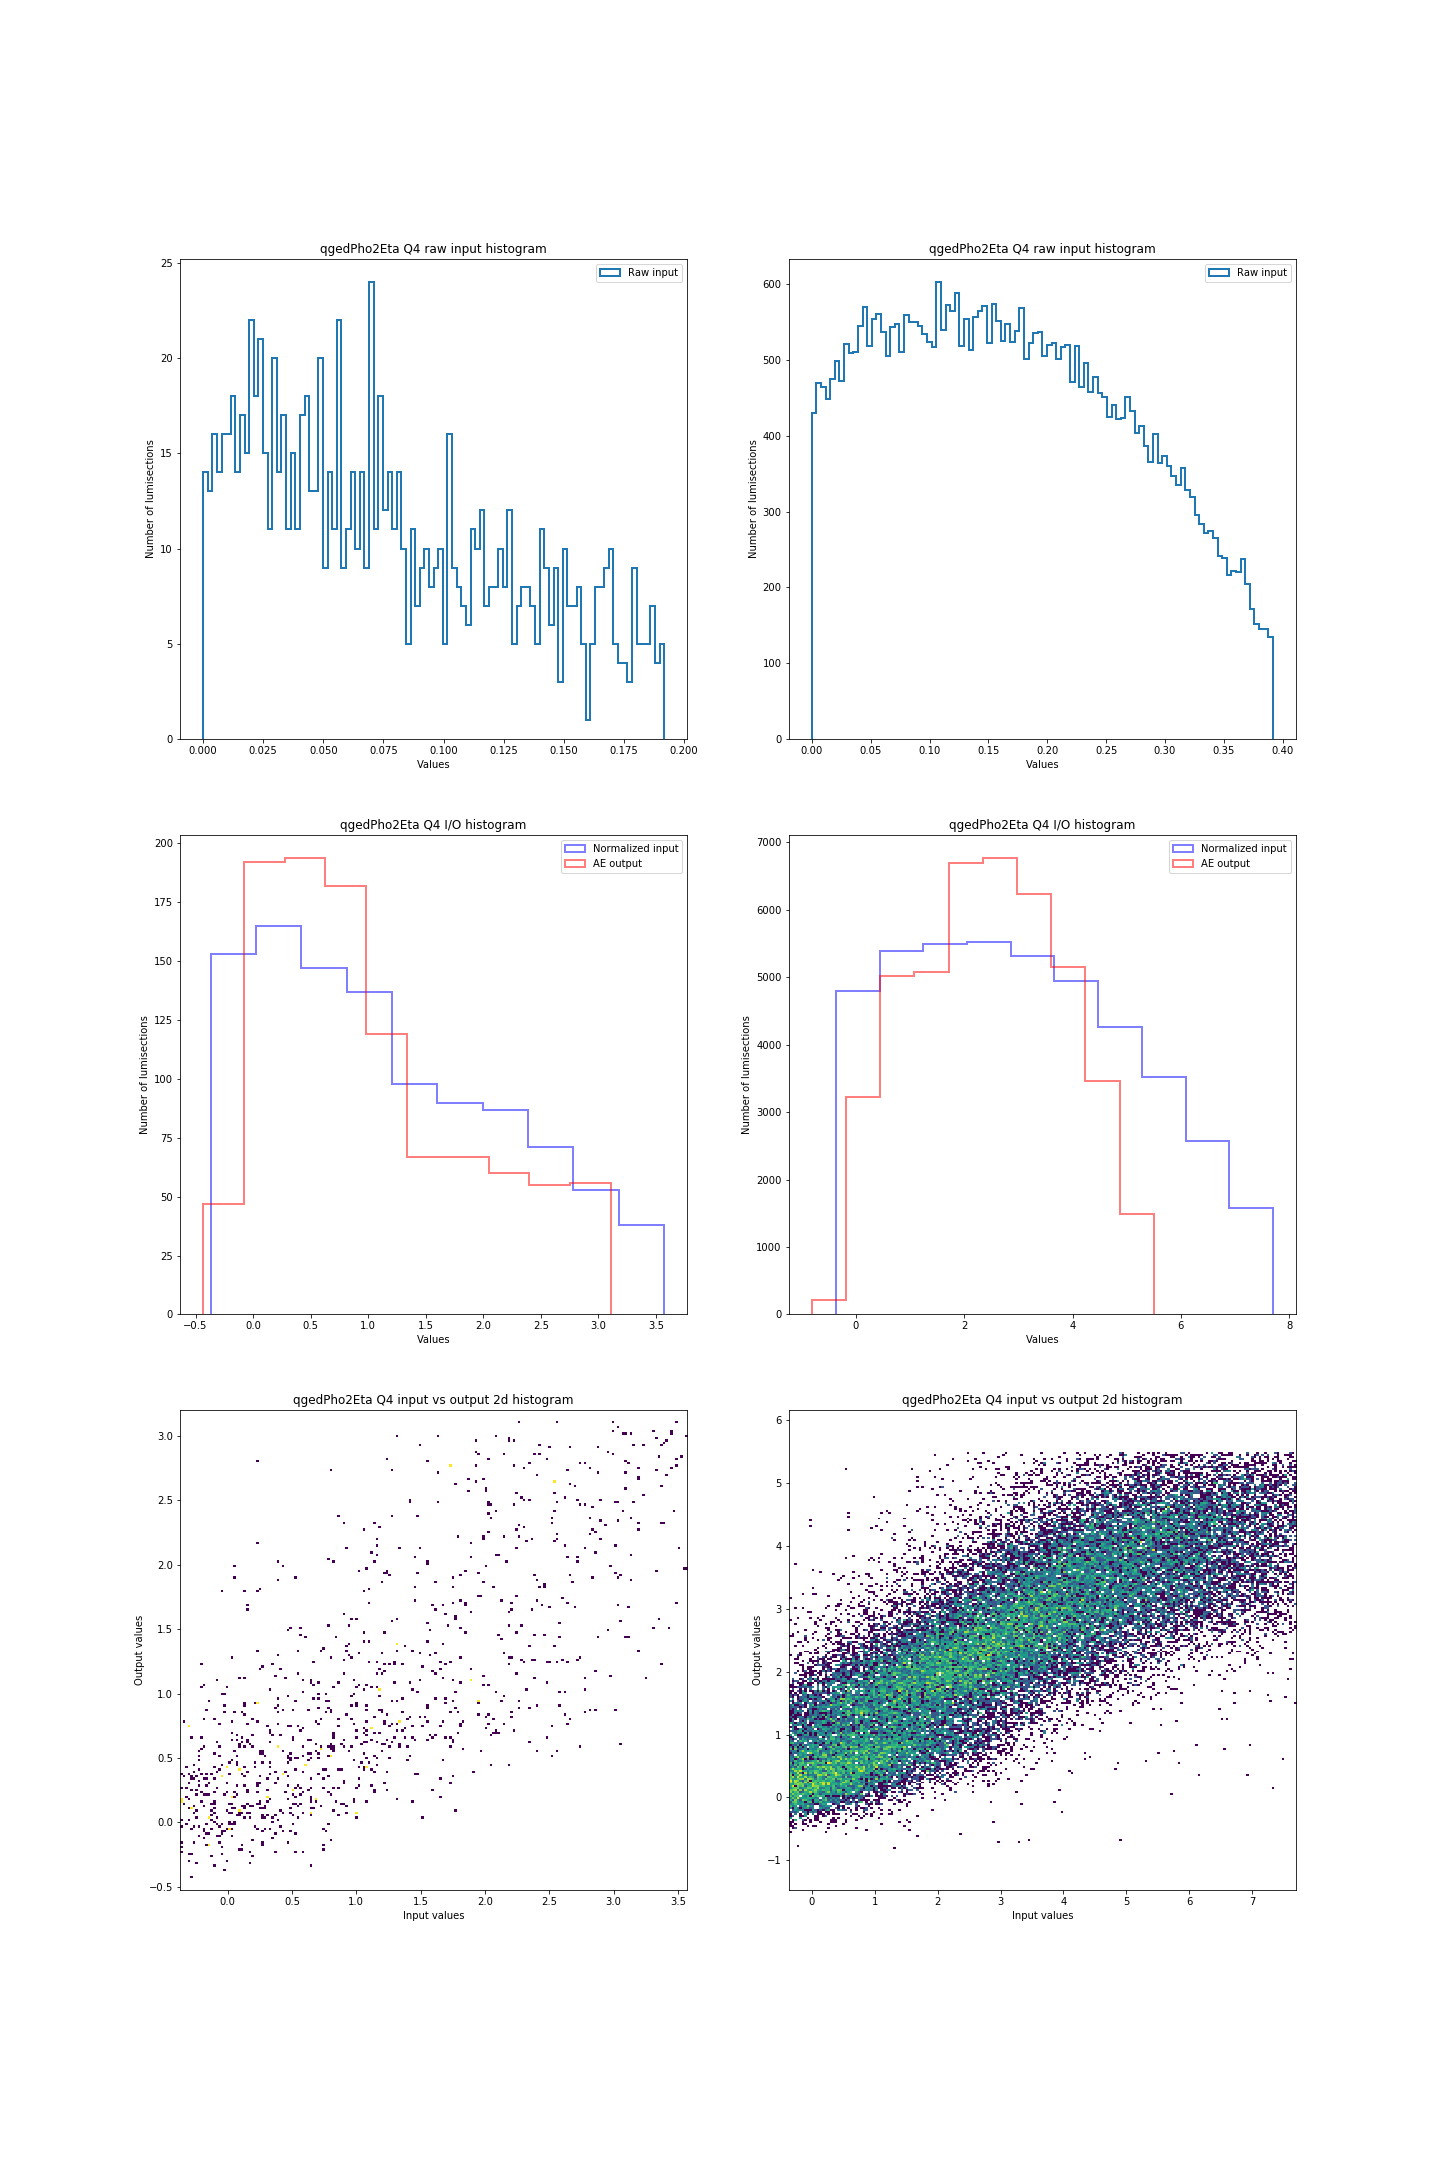 qgedPho2Eta Q4 raw input histogram
Raw input
25
20
15
10
5
0
Number of lumisections
0.000 0.025 0.050 0.075 0.100 0.125 0.150 0.175 0.200
Values
qgedPho2Eta Q4 raw input histogram
Raw input
600
500
400
300
200
100
0
Number of lumisections
0.00 0.05 0.10 0.15 0.20 0.25 0.30 0.35 0.40
Values
qgedPho2Eta Q4 I/O histogram
Normalized input
AE output
200
175
150
125
100
75
50
25
0
Number of lumisections
−0.5 0.0 0.5 1.0 1.5 2.0 2.5 3.0 3.5
Values
qgedPho2Eta Q4 I/O histogram
Normalized input
AE output
7000
6000
5000
4000
3000
2000
1000
0
Number of lumisections
0 2 4 6 8
Values
qgedPho2Eta Q4 input vs output 2d histogram
3.0
2.5
2.0
1.5
1.0
0.5
0.0
−0.5
Output values
0.0 0.5 1.0 1.5 2.0 2.5 3.0 3.5
Input values
qgedPho2Eta Q4 input vs output 2d histogram
6
5
4
3
2
1
0
−1
Output values
0 1 2 3 4 5 6 7
Input values